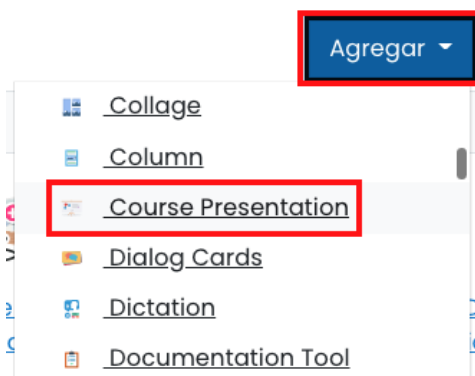 Agregar
Collage
Column
Course Presentation
Dialog Cards
Dictation
Documentation Tool